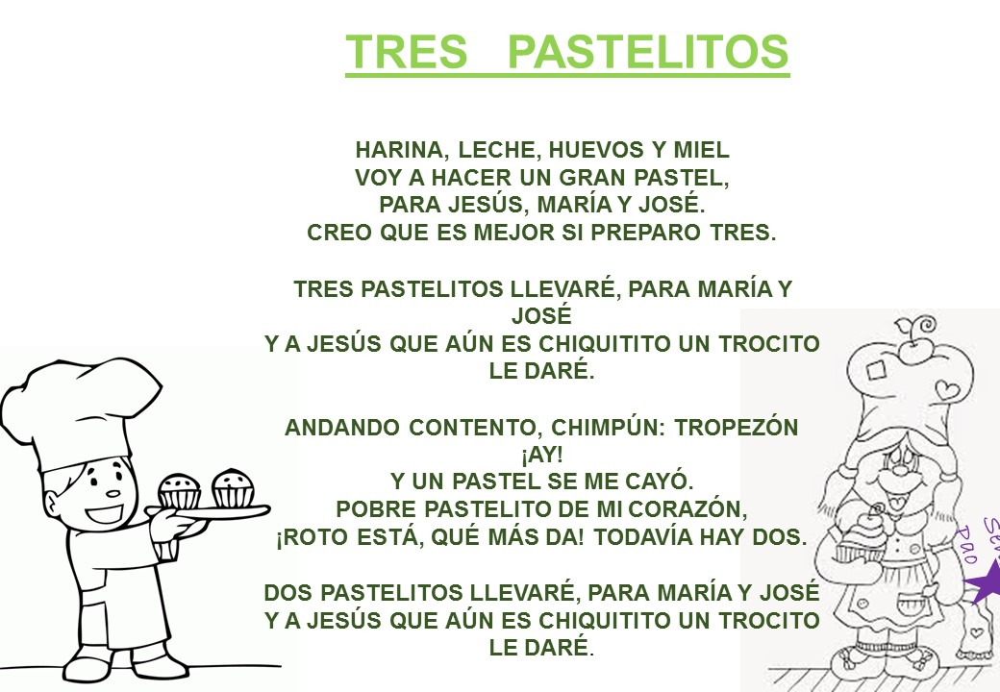 TRES PASTELITOS
HARINA, LECHE, HUEVOS Y MIEL
VOY A HACER UN GRAN PASTEL,
PARA JESÚS, MARÍA Y JOSÉ.
CREO QUE ES MEJOR SI PREPARO TRES.
TRES PASTELITOS LLEVARÉ, PARA MARÍA Y
JOSÉ
Y A JESÚS QUE AÚN ES CHIQUITITO UN TROCITO
LE DARÉ.
ANDANDO CONTENTO, CHIMPÚN: TROPEZÓN
¡AY!
Y UN PASTEL SE ME CAYÓ.
POBRE PASTELITO DE MI CORAZÓN,
¡ROTO ESTÁ, QUÉ MÁS DA! TODAVÍA HAY DOS.
DOS PASTELITOS LLEVARÉ, PARA MARÍA Y JOSÉ
Y A JESÚS QUE AÚN ES CHIQUITITO UN TROCITO
LE DARÉ.
Pao